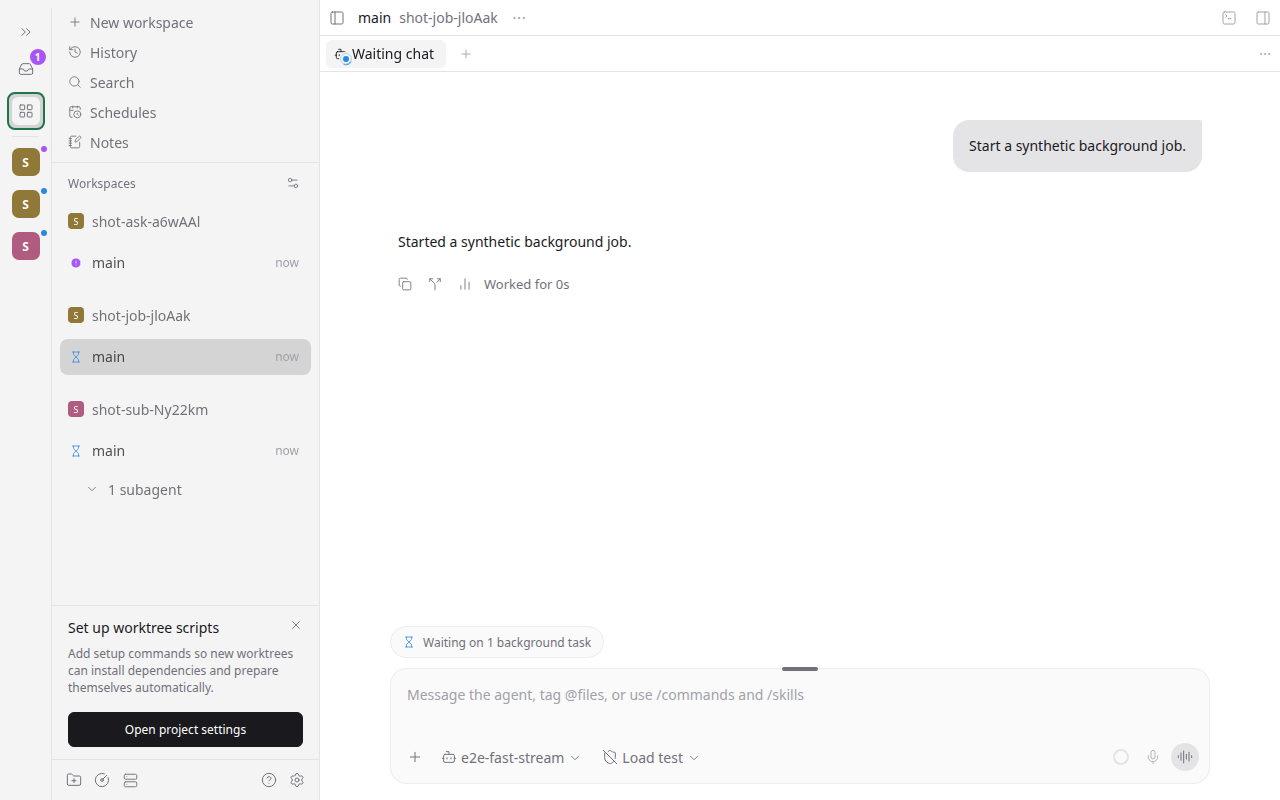 1
S
S
S
New workspace
History
Search
Schedules
Notes
Workspaces
S shot-ask-a6wAAl
main now
S shot-job-jloAak
main now
S shot-sub-Ny22km
main now
1 subagent
Set up worktree scripts
Add setup commands so new worktrees
can install dependencies and prepare
themselves automatically.
Open project settings
main shot-job-jloAak
Waiting chat
Start a synthetic background job.
Started a synthetic background job.
Worked for 0s
Waiting on 1 background task
Message the agent, tag @files, or use /commands and /skills
e2e-fast-stream Load test